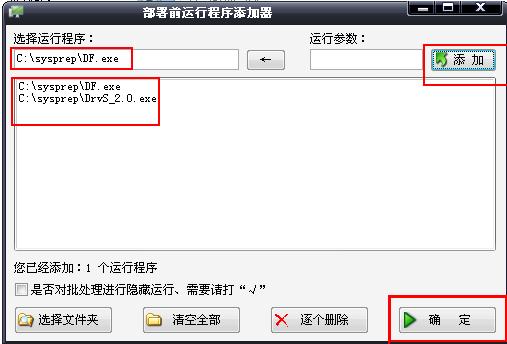 部署前运行程序添加器
选择运行程序：
运行参数：
C:\sysprep\DF.exe
←
添 加
C:\sysprep\DF.exe
C:\sysprep\DrvS_2.0.exe
您已经添加：1 个运行程序
是否对批处理进行隐藏运行、需要请打“√”
选择文件夹
清空全部
逐个删除
确 定